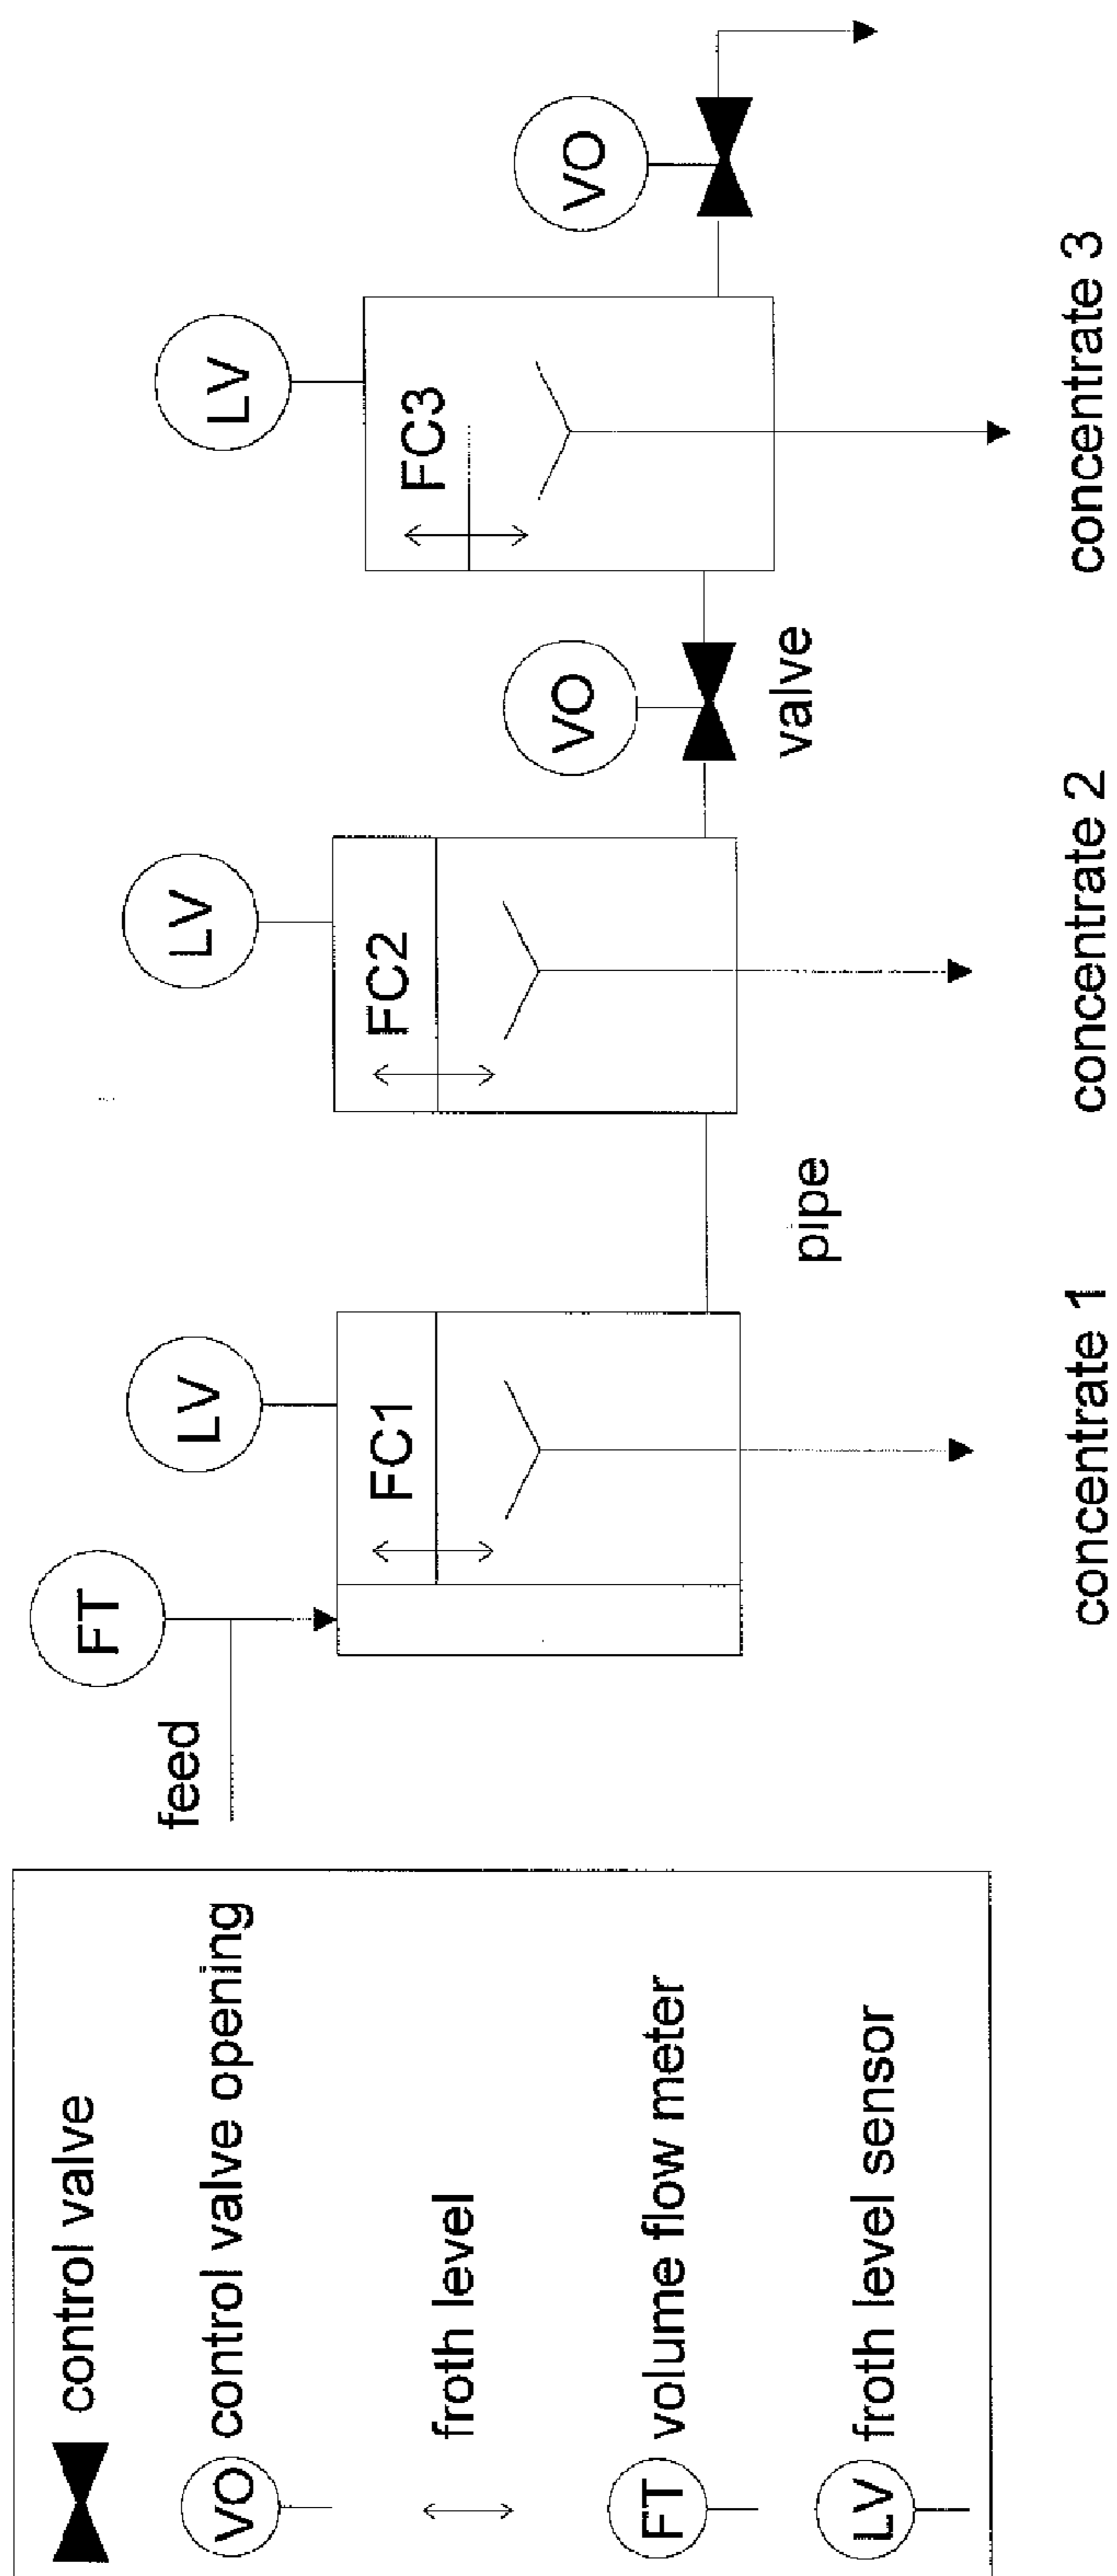 control valve
VO control valve opening
froth level
FT volume flow meter
LV froth level sensor
feed
FT
LV
FC1
concentrate 1
pipe
LV
FC2
concentrate 2
VO
valve
LV
FC3
concentrate 3
VO